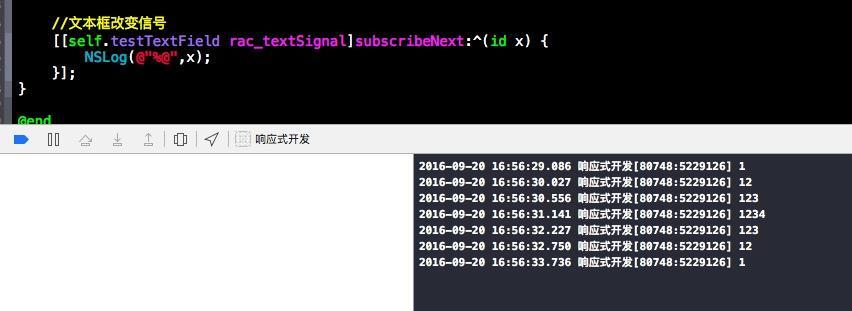 //文本框改变信号
[[self.testTextField rac_textSignal]subscribeNext:^(id x) {
NSLog(@"%@",x);
}];
}
@end
响应式开发
2016-09-20 16:56:29.086 响应式开发[80748:5229126] 1
2016-09-20 16:56:30.027 响应式开发[80748:5229126] 12
2016-09-20 16:56:30.556 响应式开发[80748:5229126] 123
2016-09-20 16:56:31.141 响应式开发[80748:5229126] 1234
2016-09-20 16:56:32.227 响应式开发[80748:5229126] 123
2016-09-20 16:56:32.750 响应式开发[80748:5229126] 12
2016-09-20 16:56:33.736 响应式开发[80748:5229126] 1